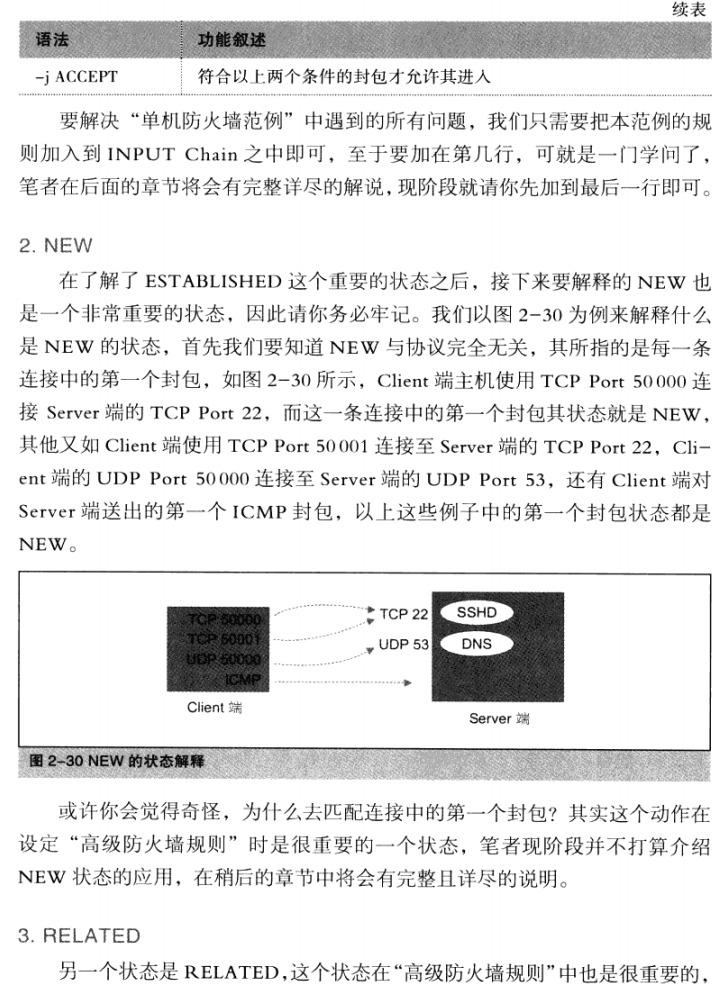 续表
语法 功能叙述
-j ACCEPT 符合以上两个条件的封包才允许其进入
要解决“单机防火墙范例”中遇到的所有问题，我们只需要把本范例的规
则加入到 INPUT Chain 之中即可，至于要加在第几行，可就是一门学问了，
笔者在后面的章节将会有完整详尽的解说，现阶段就请你先加到最后一行即可。
2. NEW
在了解了 ESTABLISHED 这个重要的状态之后，接下来要解释的 NEW 也
是一个非常重要的状态，因此请你务必牢记。我们以图 2-30 为例来解释什么
是 NEW 的状态，首先我们要知道 NEW 与协议完全无关，其所指的是每一条
连接中的第一个封包，如图 2-30 所示，Client 端主机使用 TCP Port 50000 连
接 Server 端的 TCP Port 22，而这一条连接中的第一个封包其状态就是 NEW，
其他又如 Client 端使用 TCP Port 50001 连接至 Server 端的 TCP Port 22，Cli-
ent 端的 UDP Port 50000 连接至 Server 端的 UDP Port 53，还有 Client 端对
Server 端送出的第一个 ICMP 封包，以上这些例子中的第一个封包状态都是
NEW。
TCP 50000
TCP 50001
UDP 50000
ICMP
Client 端
TCP 22 SSHD
UDP 53 DNS
Server 端
图 2-30 NEW 的状态解释
或许你会觉得奇怪，为什么去匹配连接中的第一个封包？其实这个动作在
设定“高级防火墙规则”时是很重要的一个状态，笔者现阶段并不打算介绍
NEW 状态的应用，在稍后的章节中将会有完整且详尽的说明。
3. RELATED
另一个状态是 RELATED，这个状态在“高级防火墙规则”中也是很重要的，